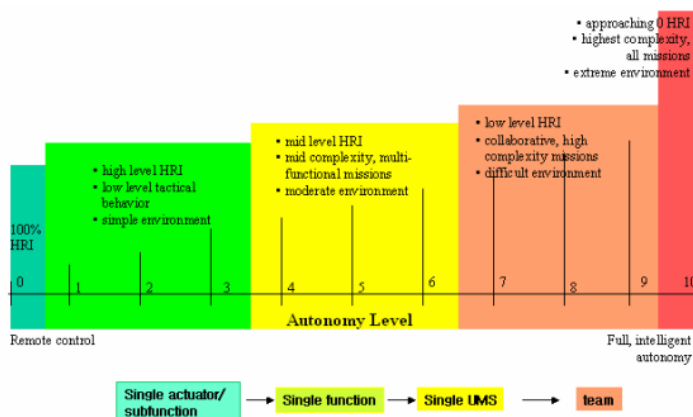 ▪ approaching 0 HRI
▪ highest complexity,
all missions
▪ extreme environment
▪ low level HRI
▪ collaborative, high
complexity missions
▪ difficult environment
▪ mid level HRI
▪ mid complexity, multi-
functional missions
▪ moderate environment
▪ high level HRI
▪ low level tactical
behavior
▪ simple environment
100%
HRI
0 1 2 3 4 5 6 7 8 9 10
Autonomy Level
Remote control
Full, intelligent
autonomy
Single actuator/
subfunction
Single function
Single UMS
team